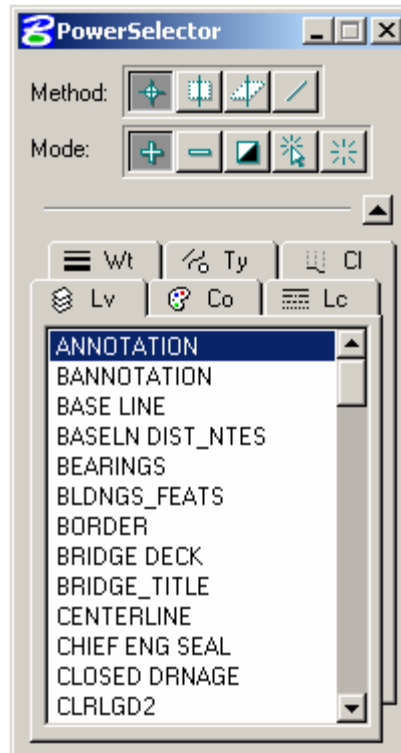 PowerSelector
Method:
Mode:
Wt Ty Cl
Lv Co Lc
ANNOTATION
BANNOTATION
BASE LINE
BASELN DIST_NTES
BEARINGS
BLDNGS_FEATS
BORDER
BRIDGE DECK
BRIDGE_TITLE
CENTERLINE
CHIEF ENG SEAL
CLOSED DRNAGE
CLRLGD2